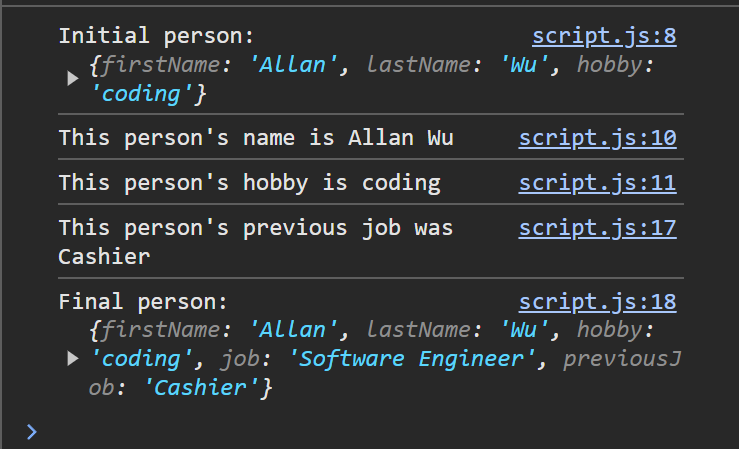 Initial person: script.js:8
{firstName: 'Allan', lastName: 'Wu', hobby:
'coding'}
This person's name is Allan Wu script.js:10
This person's hobby is coding script.js:11
This person's previous job was script.js:17
Cashier
Final person: script.js:18
{firstName: 'Allan', lastName: 'Wu', hobby:
'coding', job: 'Software Engineer', previousJ
ob: 'Cashier'}